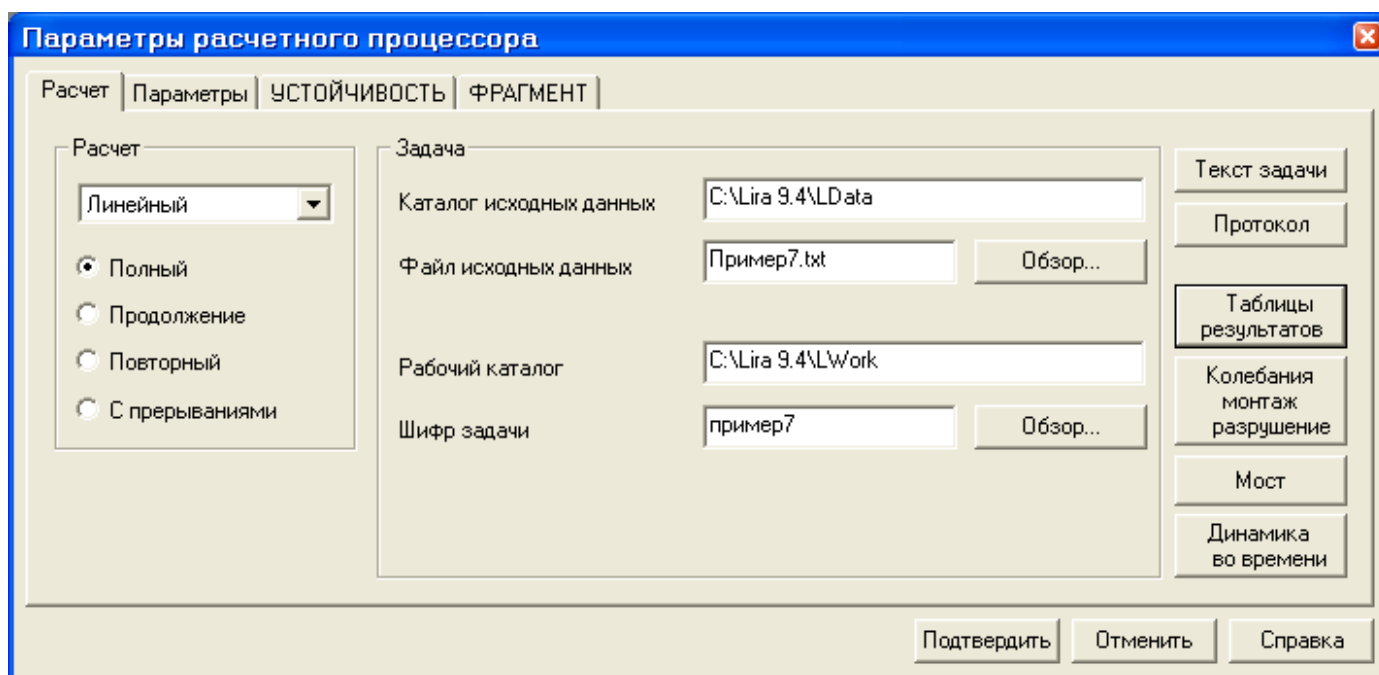 Параметры расчетного процессора
Расчет Параметры УСТОЙЧИВОСТЬ ФРАГМЕНТ
Расчет
Линейный
Полный
Продолжение
Повторный
С прерываниями
Задача
Каталог исходных данных C:\Lira 9.4\LData
Файл исходных данных Пример7.txt Обзор...
Рабочий каталог C:\Lira 9.4\LWork
Шифр задачи пример7 Обзор...
Текст задачи
Протокол
Таблицы
результатов
Колебания
монтаж
разрушение
Мост
Динамика
во времени
Подтвердить Отменить Справка